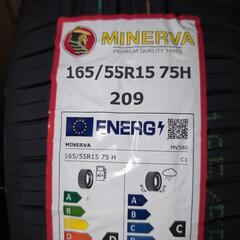 MINERVA
PREMIUM QUALITY TYRES
165/55R15 75H
209
ENERG
MINERVA
MV580
165/55R15 75 H
C1
A
A
B
B
C
C
C
D
D